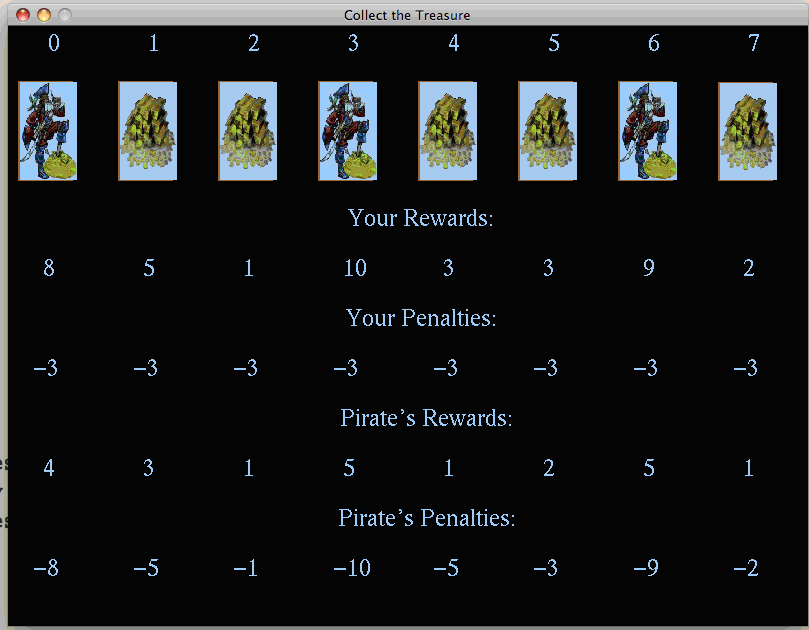 Collect the Treasure
0 1 2 3 4 5 6 7
Your Rewards:
8 5 1 10 3 3 9 2
Your Penalties:
−3 −3 −3 −3 −3 −3 −3 −3
Pirate’s Rewards:
4 3 1 5 1 2 5 1
Pirate’s Penalties:
−8 −5 −1 −10 −5 −3 −9 −2